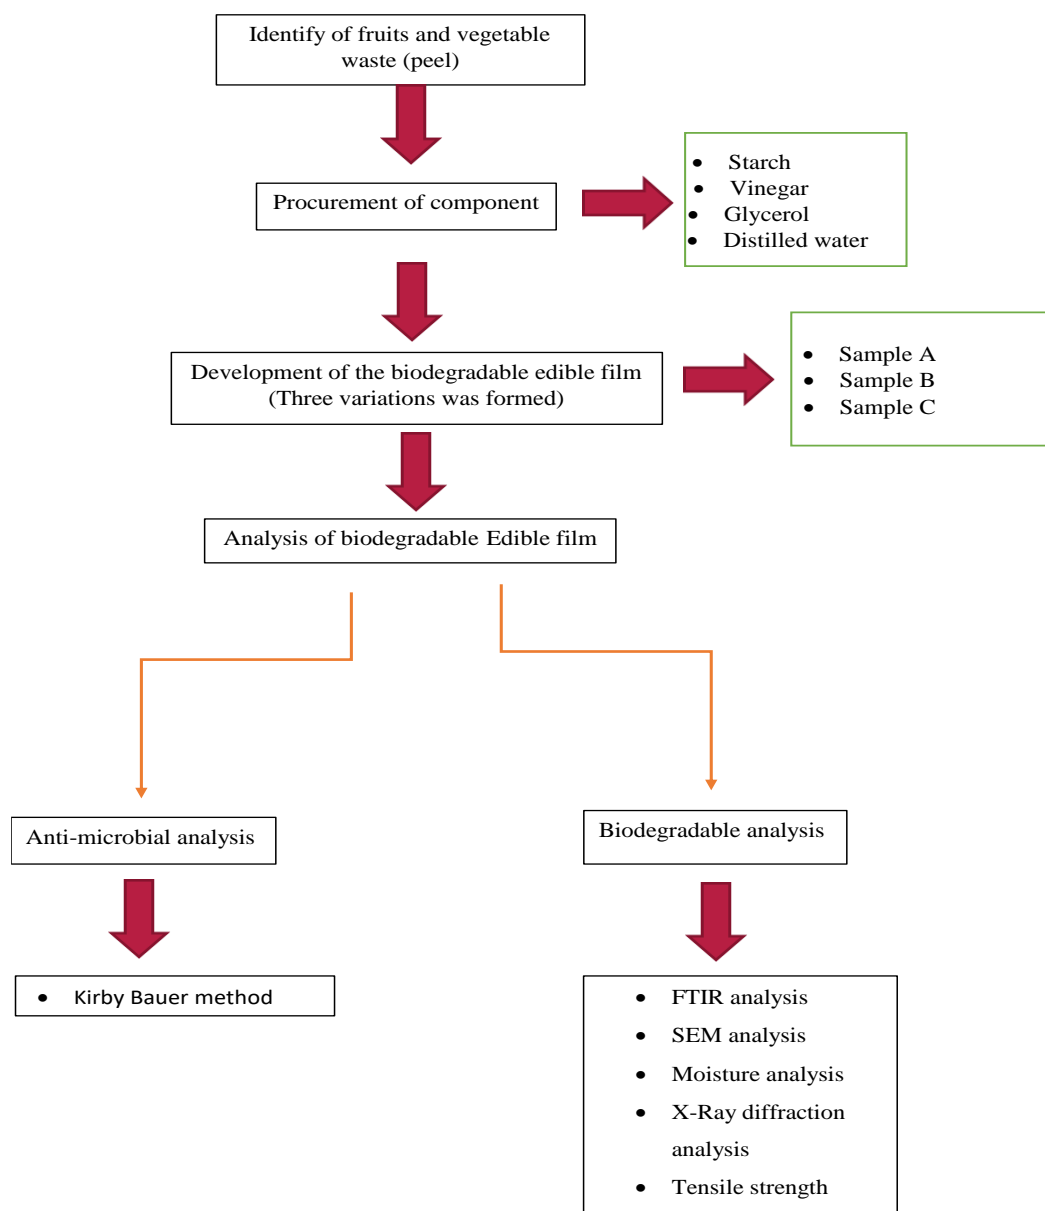 Identify of fruits and vegetable
waste (peel)
Procurement of component
• Starch
• Vinegar
• Glycerol
• Distilled water
Development of the biodegradable edible film
(Three variations was formed)
• Sample A
• Sample B
• Sample C
Analysis of biodegradable Edible film
Anti-microbial analysis
• Kirby Bauer method
Biodegradable analysis
• FTIR analysis
• SEM analysis
• Moisture analysis
• X-Ray diffraction
analysis
• Tensile strength